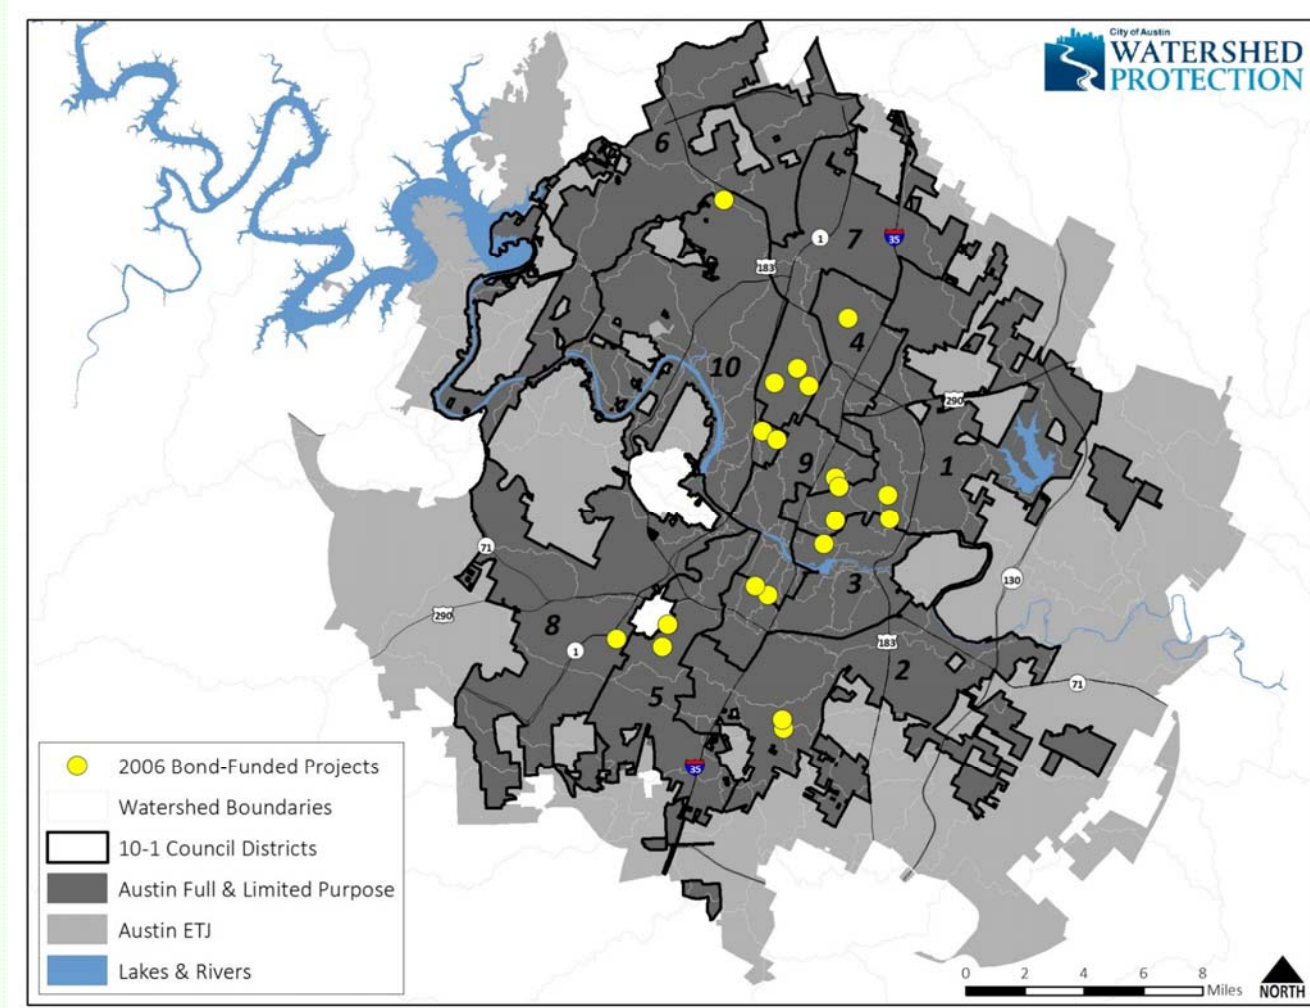 City of Austin
WATERSHED
PROTECTION
6
1
7
35
183
4
10
290
9
1
71
130
3
290
8
1
183
2
71
5
35
2006 Bond-Funded Projects
Watershed Boundaries
10-1 Council Districts
Austin Full & Limited Purpose
Austin ETJ
Lakes & Rivers
0 2 4 6 8
Miles
NORTH